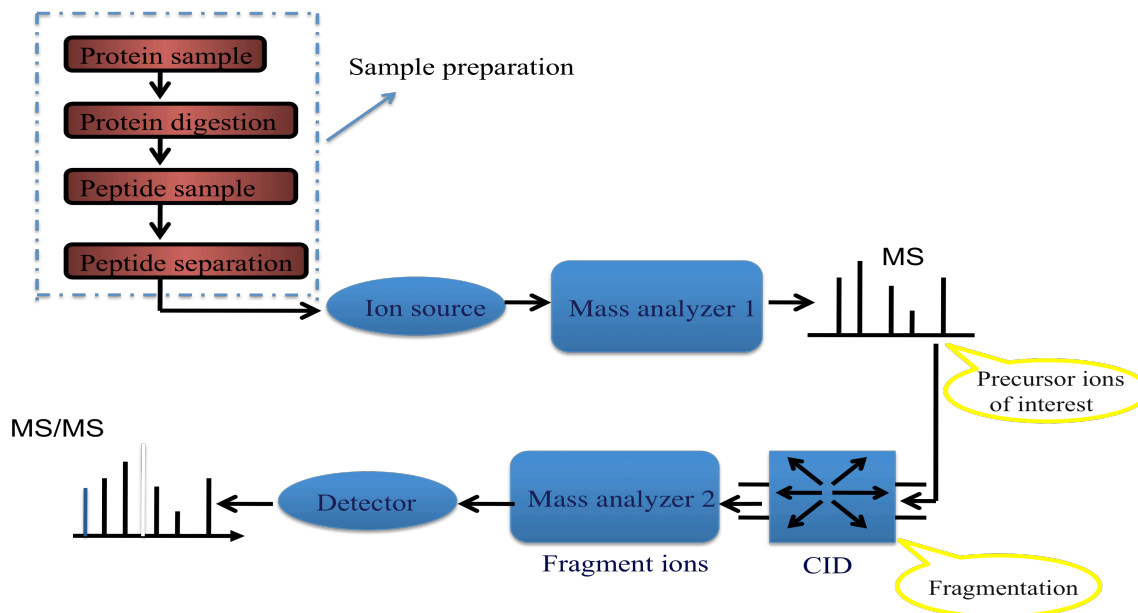 Protein sample
Sample preparation
Protein digestion
Peptide sample
Peptide separation
MS
Ion source
Mass analyzer 1
Precursor ions
of interest
MS/MS
Detector
Mass analyzer 2
Fragment ions
CID
Fragmentation